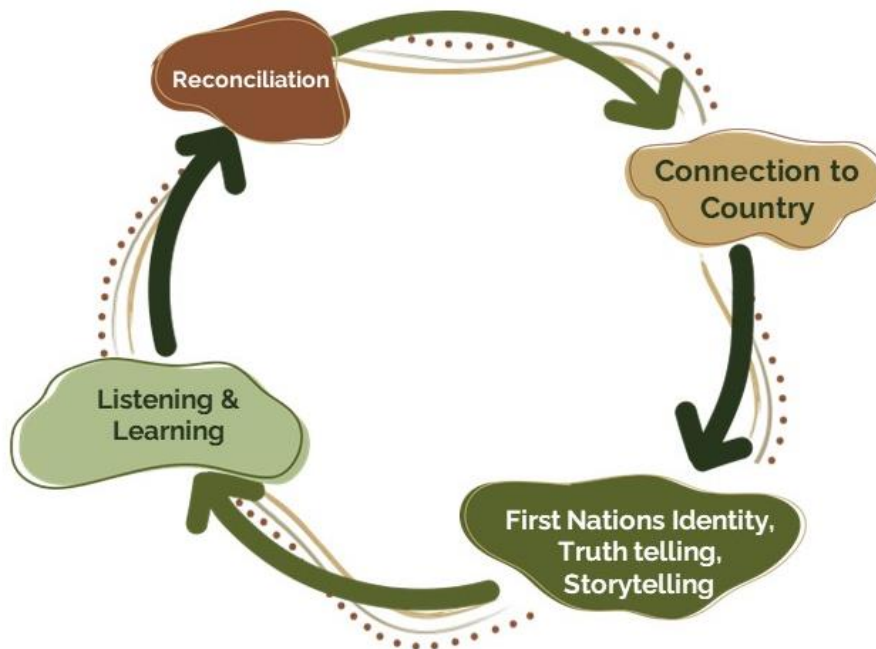 Reconciliation
Connection to
Country
First Nations Identity,
Truth telling,
Storytelling
Listening &
Learning